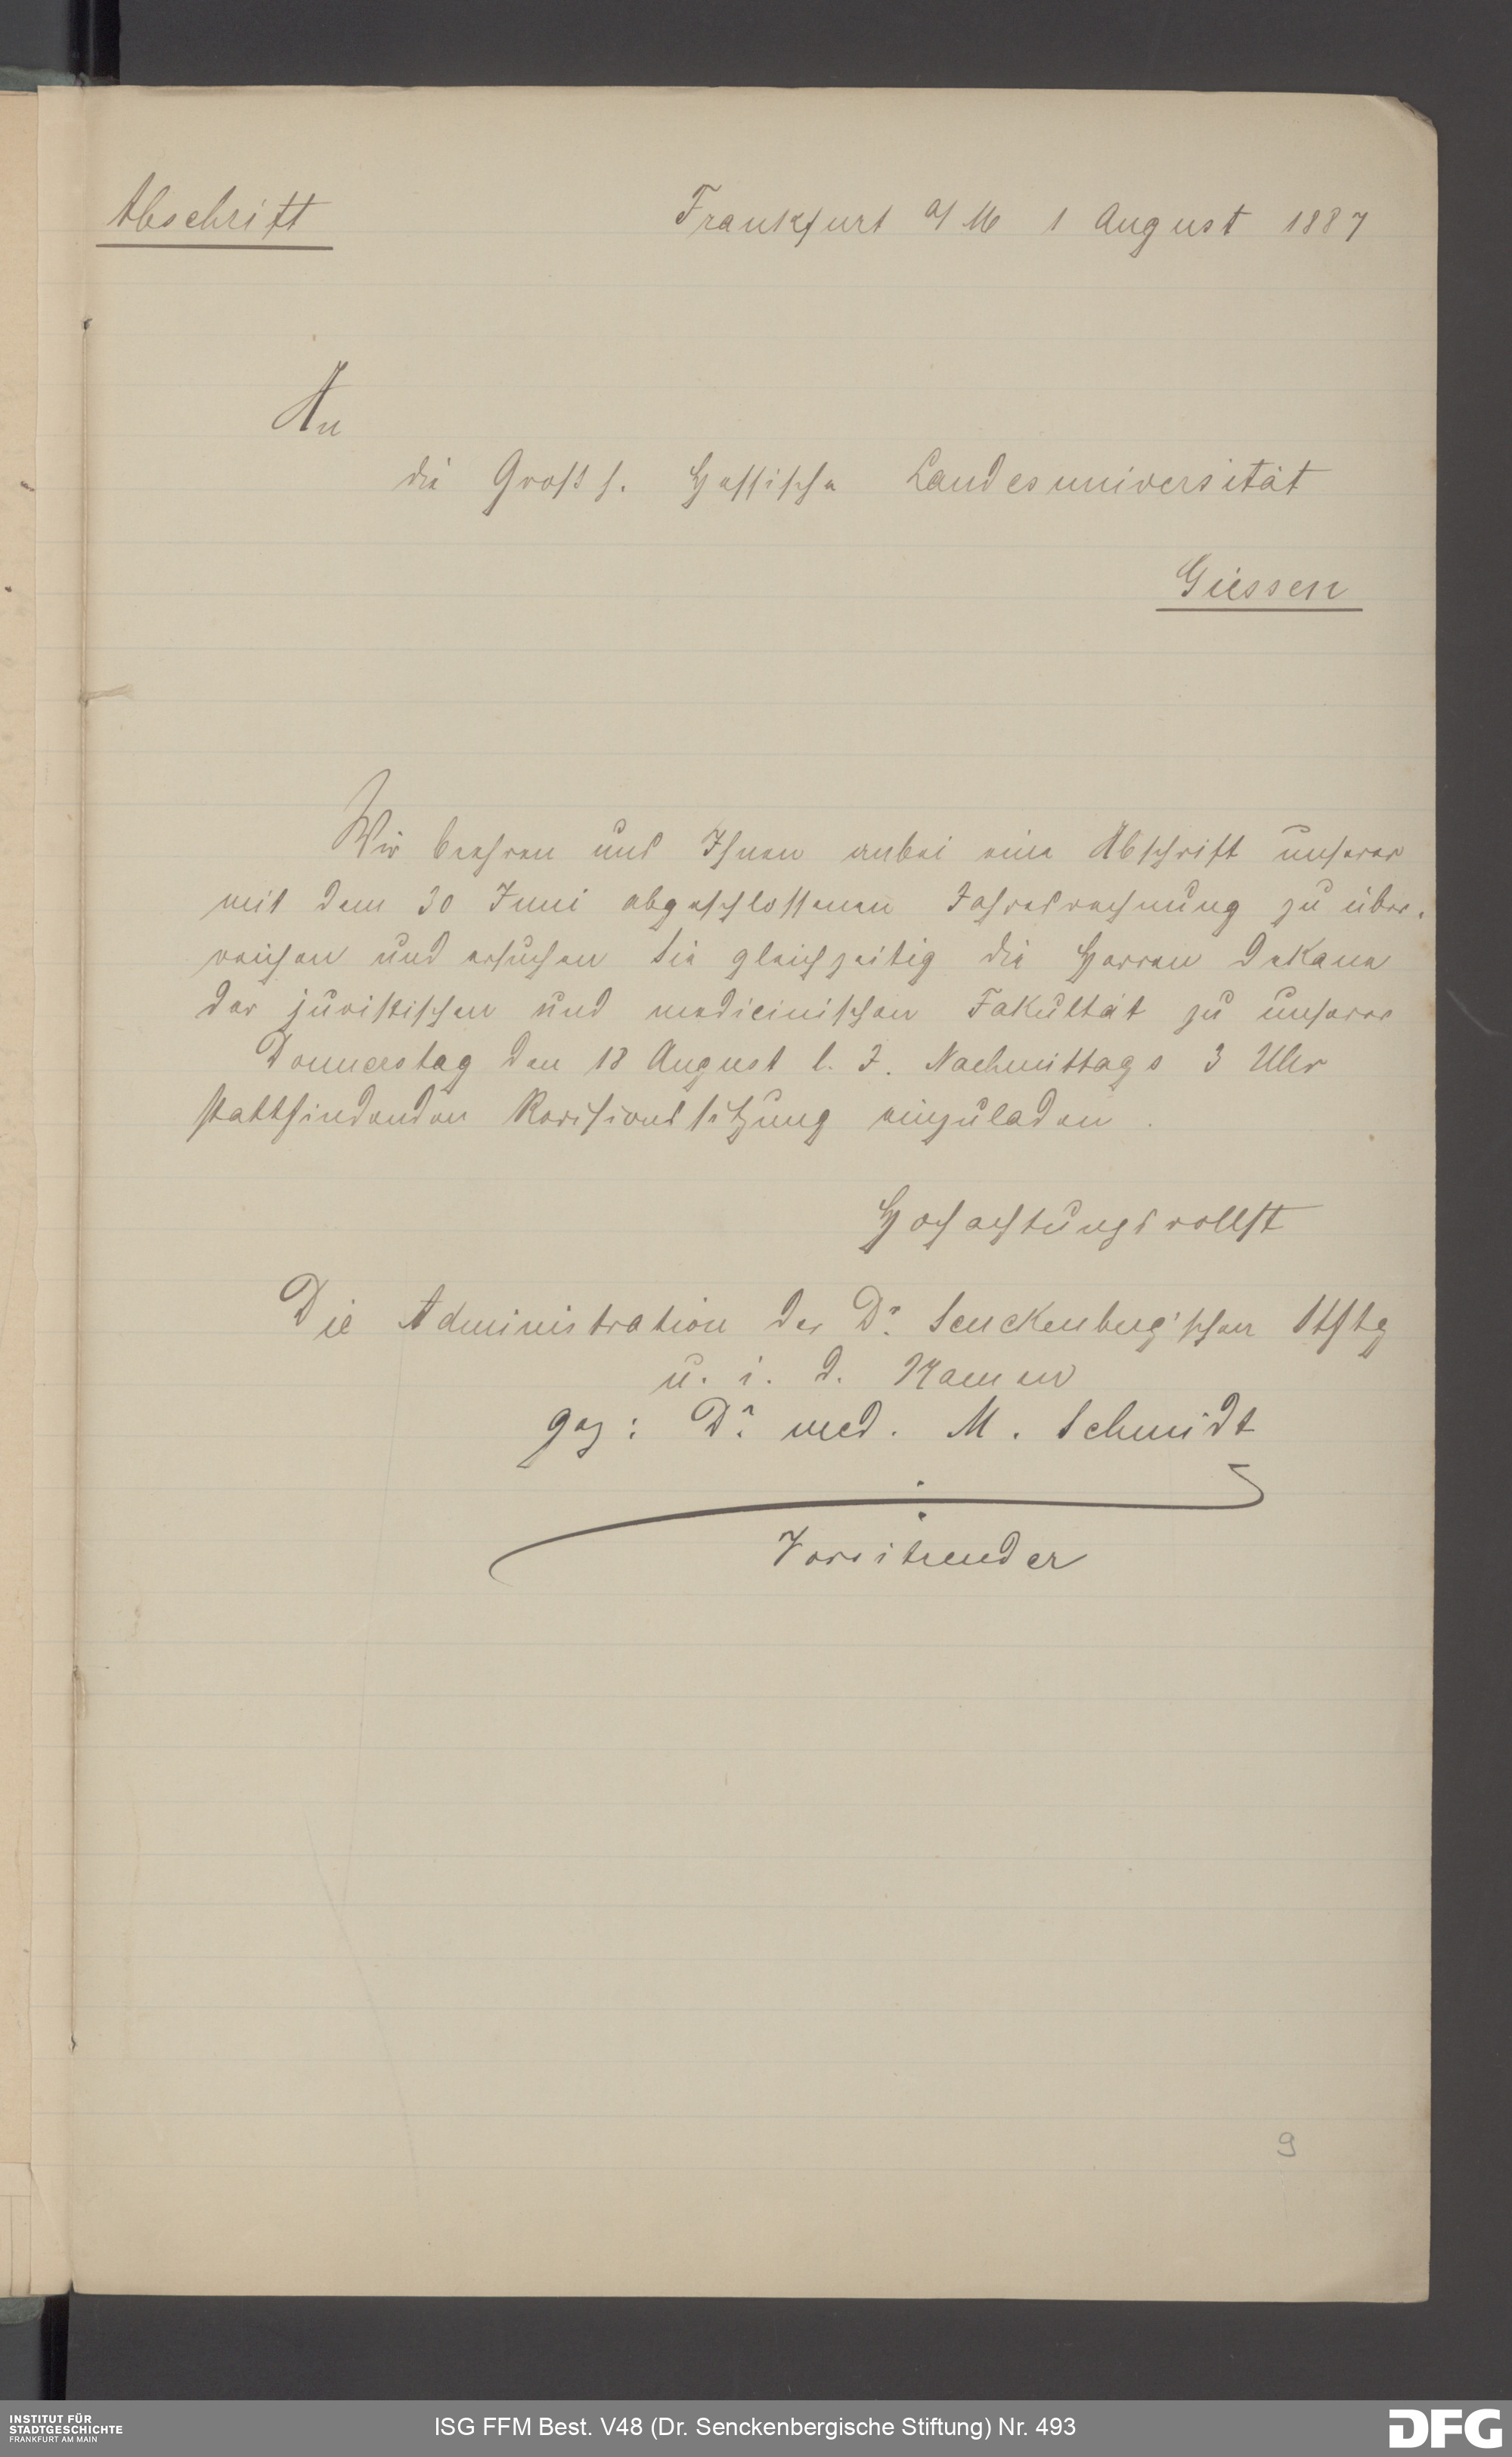 Abschrift
Frankfurt a/M 1 August 1887
An
die Grossh. Hessische Landesuniversität
Giessen
Wir beehren uns Ihnen anbei eine Abschrift unserer
mit dem 30 Juni abgeschlossenen Jahresrechnung zu über-
reichen und ersuchen Sie gleichzeitig die Herren Dekane
der juristischen und medicinischen Fakultät zu unserer
Donnerstag den 18 August l. J. Nachmittags 3 Uhr
stattfindenden Revisionssitzung einzuladen.
Hochachtungsvollst
Die Administration der Dr. Senckenberg'schen Stftg
u. i. d. Namen
gez: Dr. med. M. Schmidt
Vorsitzender
9
INSTITUT FÜR
STADTGESCHICHTE
FRANKFURT AM MAIN
ISG FFM Best. V48 (Dr. Senckenbergische Stiftung) Nr. 493
DFG